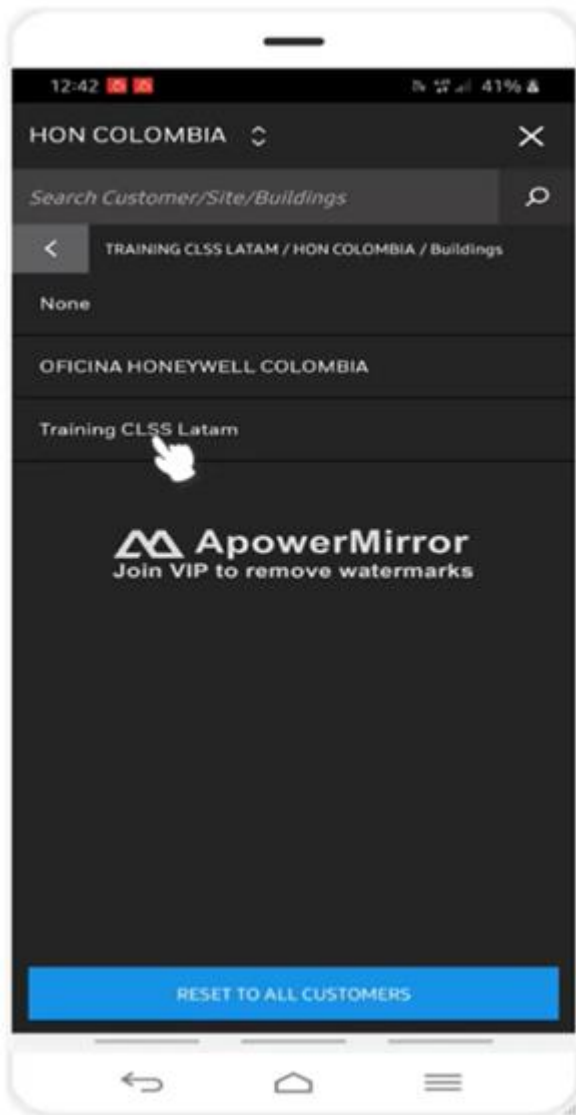 12:42 41%
HON COLOMBIA
Search Customer/Site/Buildings
TRAINING CLSS LATAM / HON COLOMBIA / Buildings
None
OFICINA HONEYWELL COLOMBIA
Training CLSS Latam
ApowerMirror
Join VIP to remove watermarks
RESET TO ALL CUSTOMERS